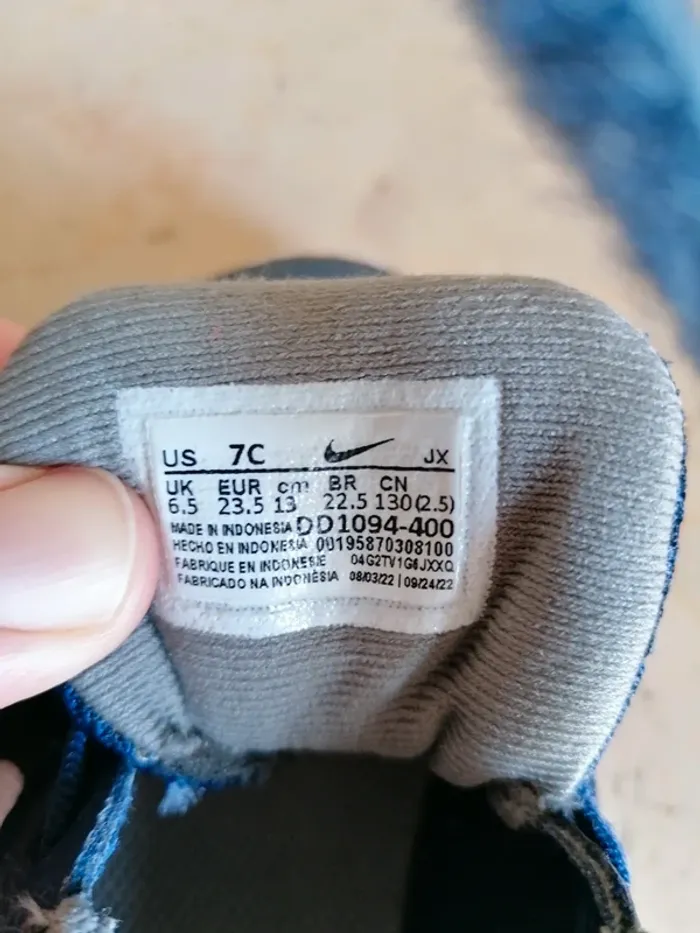 US 7C JX
UK EUR cm BR CN
6.5 23.5 13 22.5 130(2.5)
MADE IN INDONESIA DD1094-400
HECHO EN INDONESIA 00195870308100
FABRIQUE EN INDONESIE 04G2TV1G6JXXQ
FABRICADO NA INDONÉSIA 08/03/22 | 09/24/22